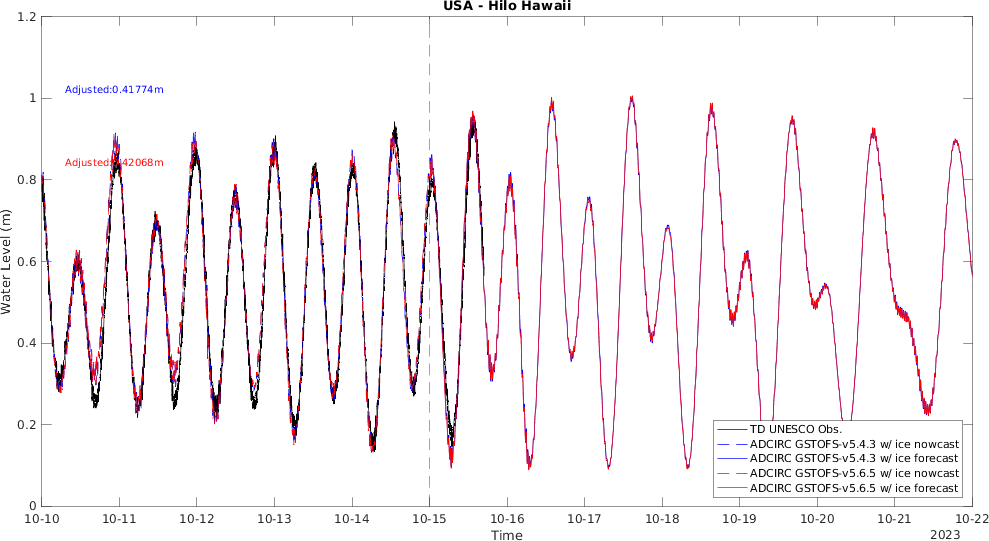 USA - Hilo Hawaii
1.2
1
0.8
0.6
0.4
0.2
0
Water Level (m)
Adjusted:0.41774m
Adjusted:0.42068m
TD UNESCO Obs.
ADCIRC GSTOFS-v5.4.3 w/ ice nowcast
ADCIRC GSTOFS-v5.4.3 w/ ice forecast
ADCIRC GSTOFS-v5.6.5 w/ ice nowcast
ADCIRC GSTOFS-v5.6.5 w/ ice forecast
10-10 10-11 10-12 10-13 10-14 10-15 10-16 10-17 10-18 10-19 10-20 10-21 10-22
Time
2023